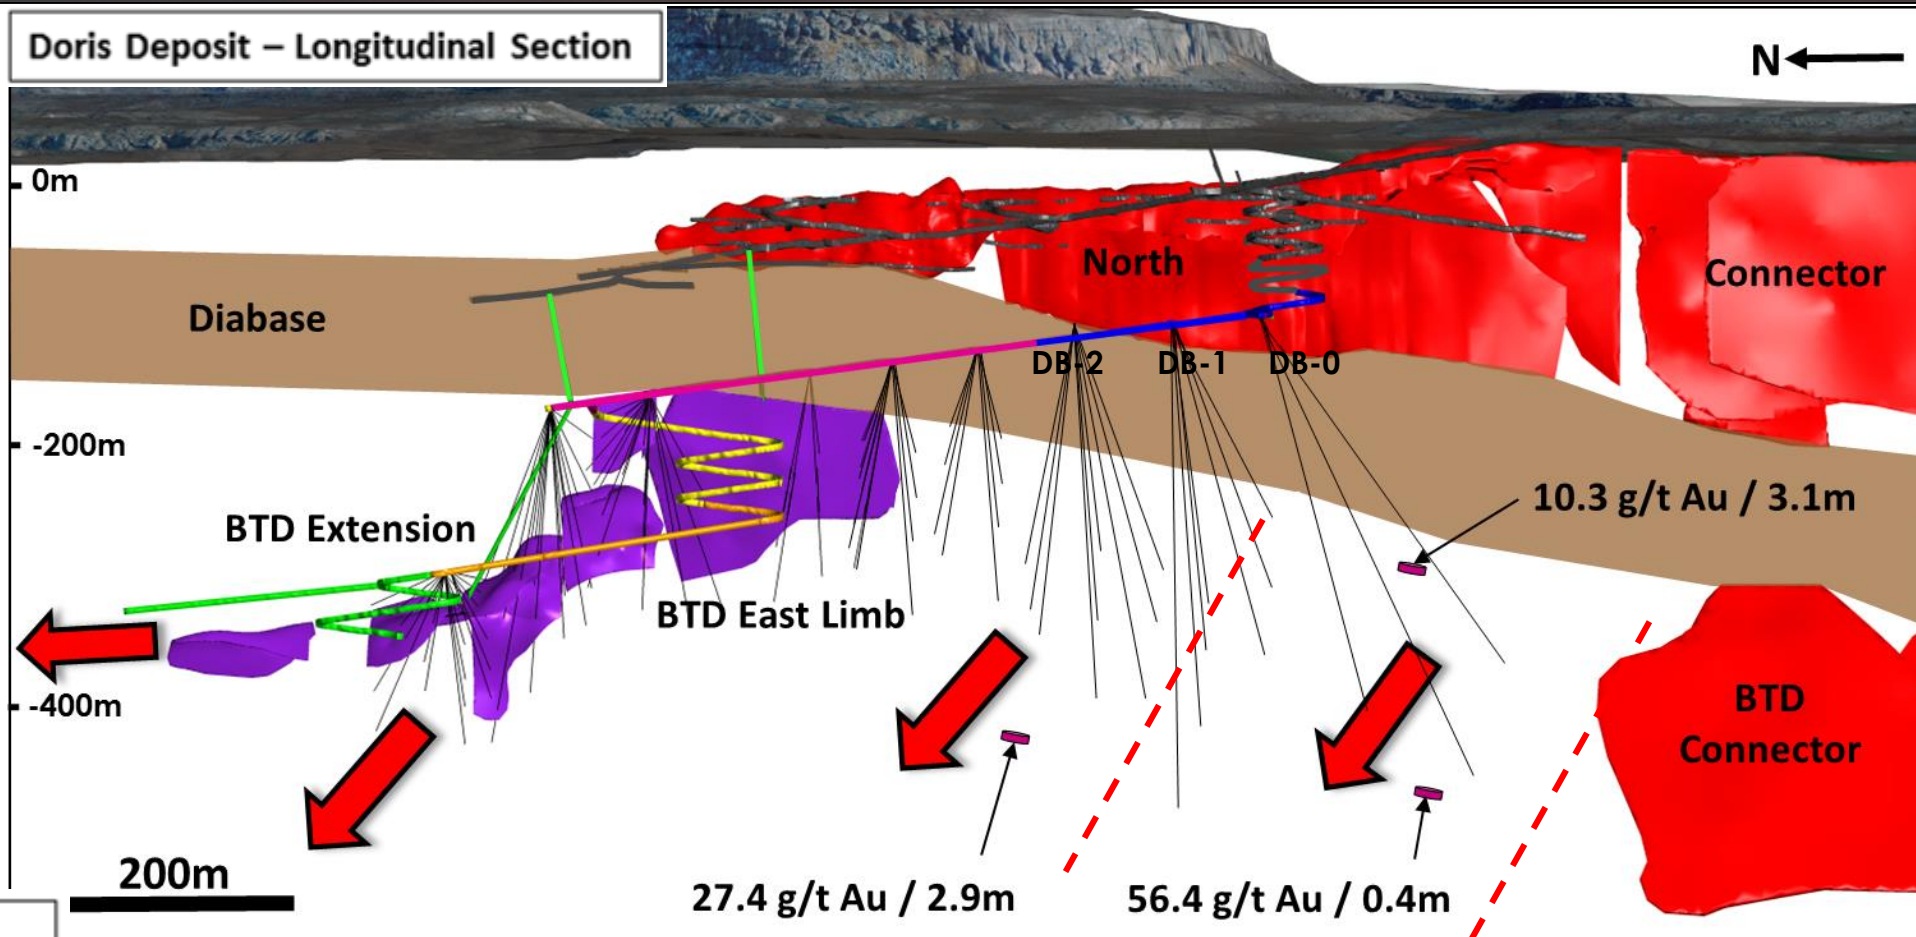 Doris Deposit – Longitudinal Section
N
0m
North
Connector
Diabase
DB-2
DB-1
DB-0
-200m
10.3 g/t Au / 3.1m
BTD Extension
BTD East Limb
-400m
BTD
Connector
200m
27.4 g/t Au / 2.9m
56.4 g/t Au / 0.4m